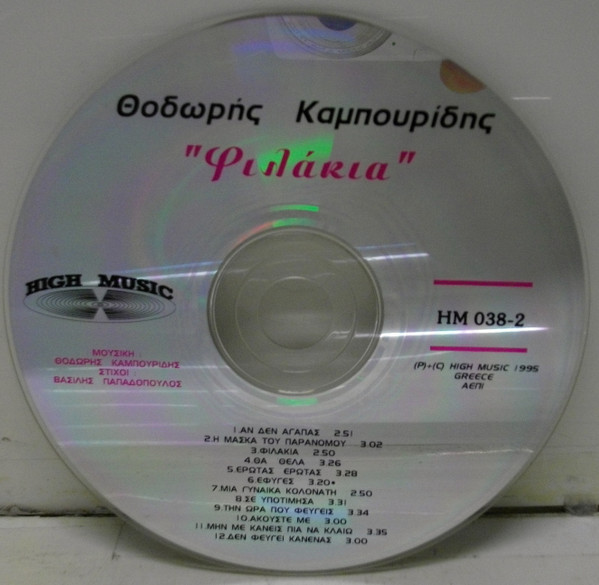 Θοδωρής Καμπουρίδης
"Φιλάκια"
HIGH MUSIC
HM 038-2
ΜΟΥΣΙΚΗ
ΘΟΔΩΡΗΣ ΚΑΜΠΟΥΡΙΔΗΣ
ΣΤΙΧΟΙ :
ΒΑΣΙΛΗΣ ΠΑΠΑΔΟΠΟΥΛΟΣ
(P)+(C) HIGH MUSIC 1995
GREECE
ΑΕΠΙ
1.ΑΝ ΔΕΝ ΑΓΑΠΑΣ 2.51
2.Η ΜΑΣΚΑ ΤΟΥ ΠΑΡΑΝΟΜΟΥ 3.02
3.ΦΙΛΑΚΙΑ 2.50
4.ΘΑ ΘΕΛΑ 3.26
5.ΕΡΩΤΑΣ ΕΡΩΤΑΣ 3.28
6.ΕΦΥΓΕΣ 3.20•
7.ΜΙΑ ΓΥΝΑΙΚΑ ΚΟΛΟΝΑΤΗ 2.50
8.ΣΕ ΥΠΟΤΙΜΗΣΑ 3.31
9.ΤΗΝ ΩΡΑ ΠΟΥ ΦΕΥΓΕΙΣ 3.34
10.ΑΚΟΥΣΤΕ ΜΕ 3.00
11.ΜΗΝ ΜΕ ΚΑΝΕΙΣ ΠΙΑ ΝΑ ΚΛΑΙΩ 3.35
12.ΔΕΝ ΦΕΥΓΕΙ ΚΑΝΕΝΑΣ 3.00